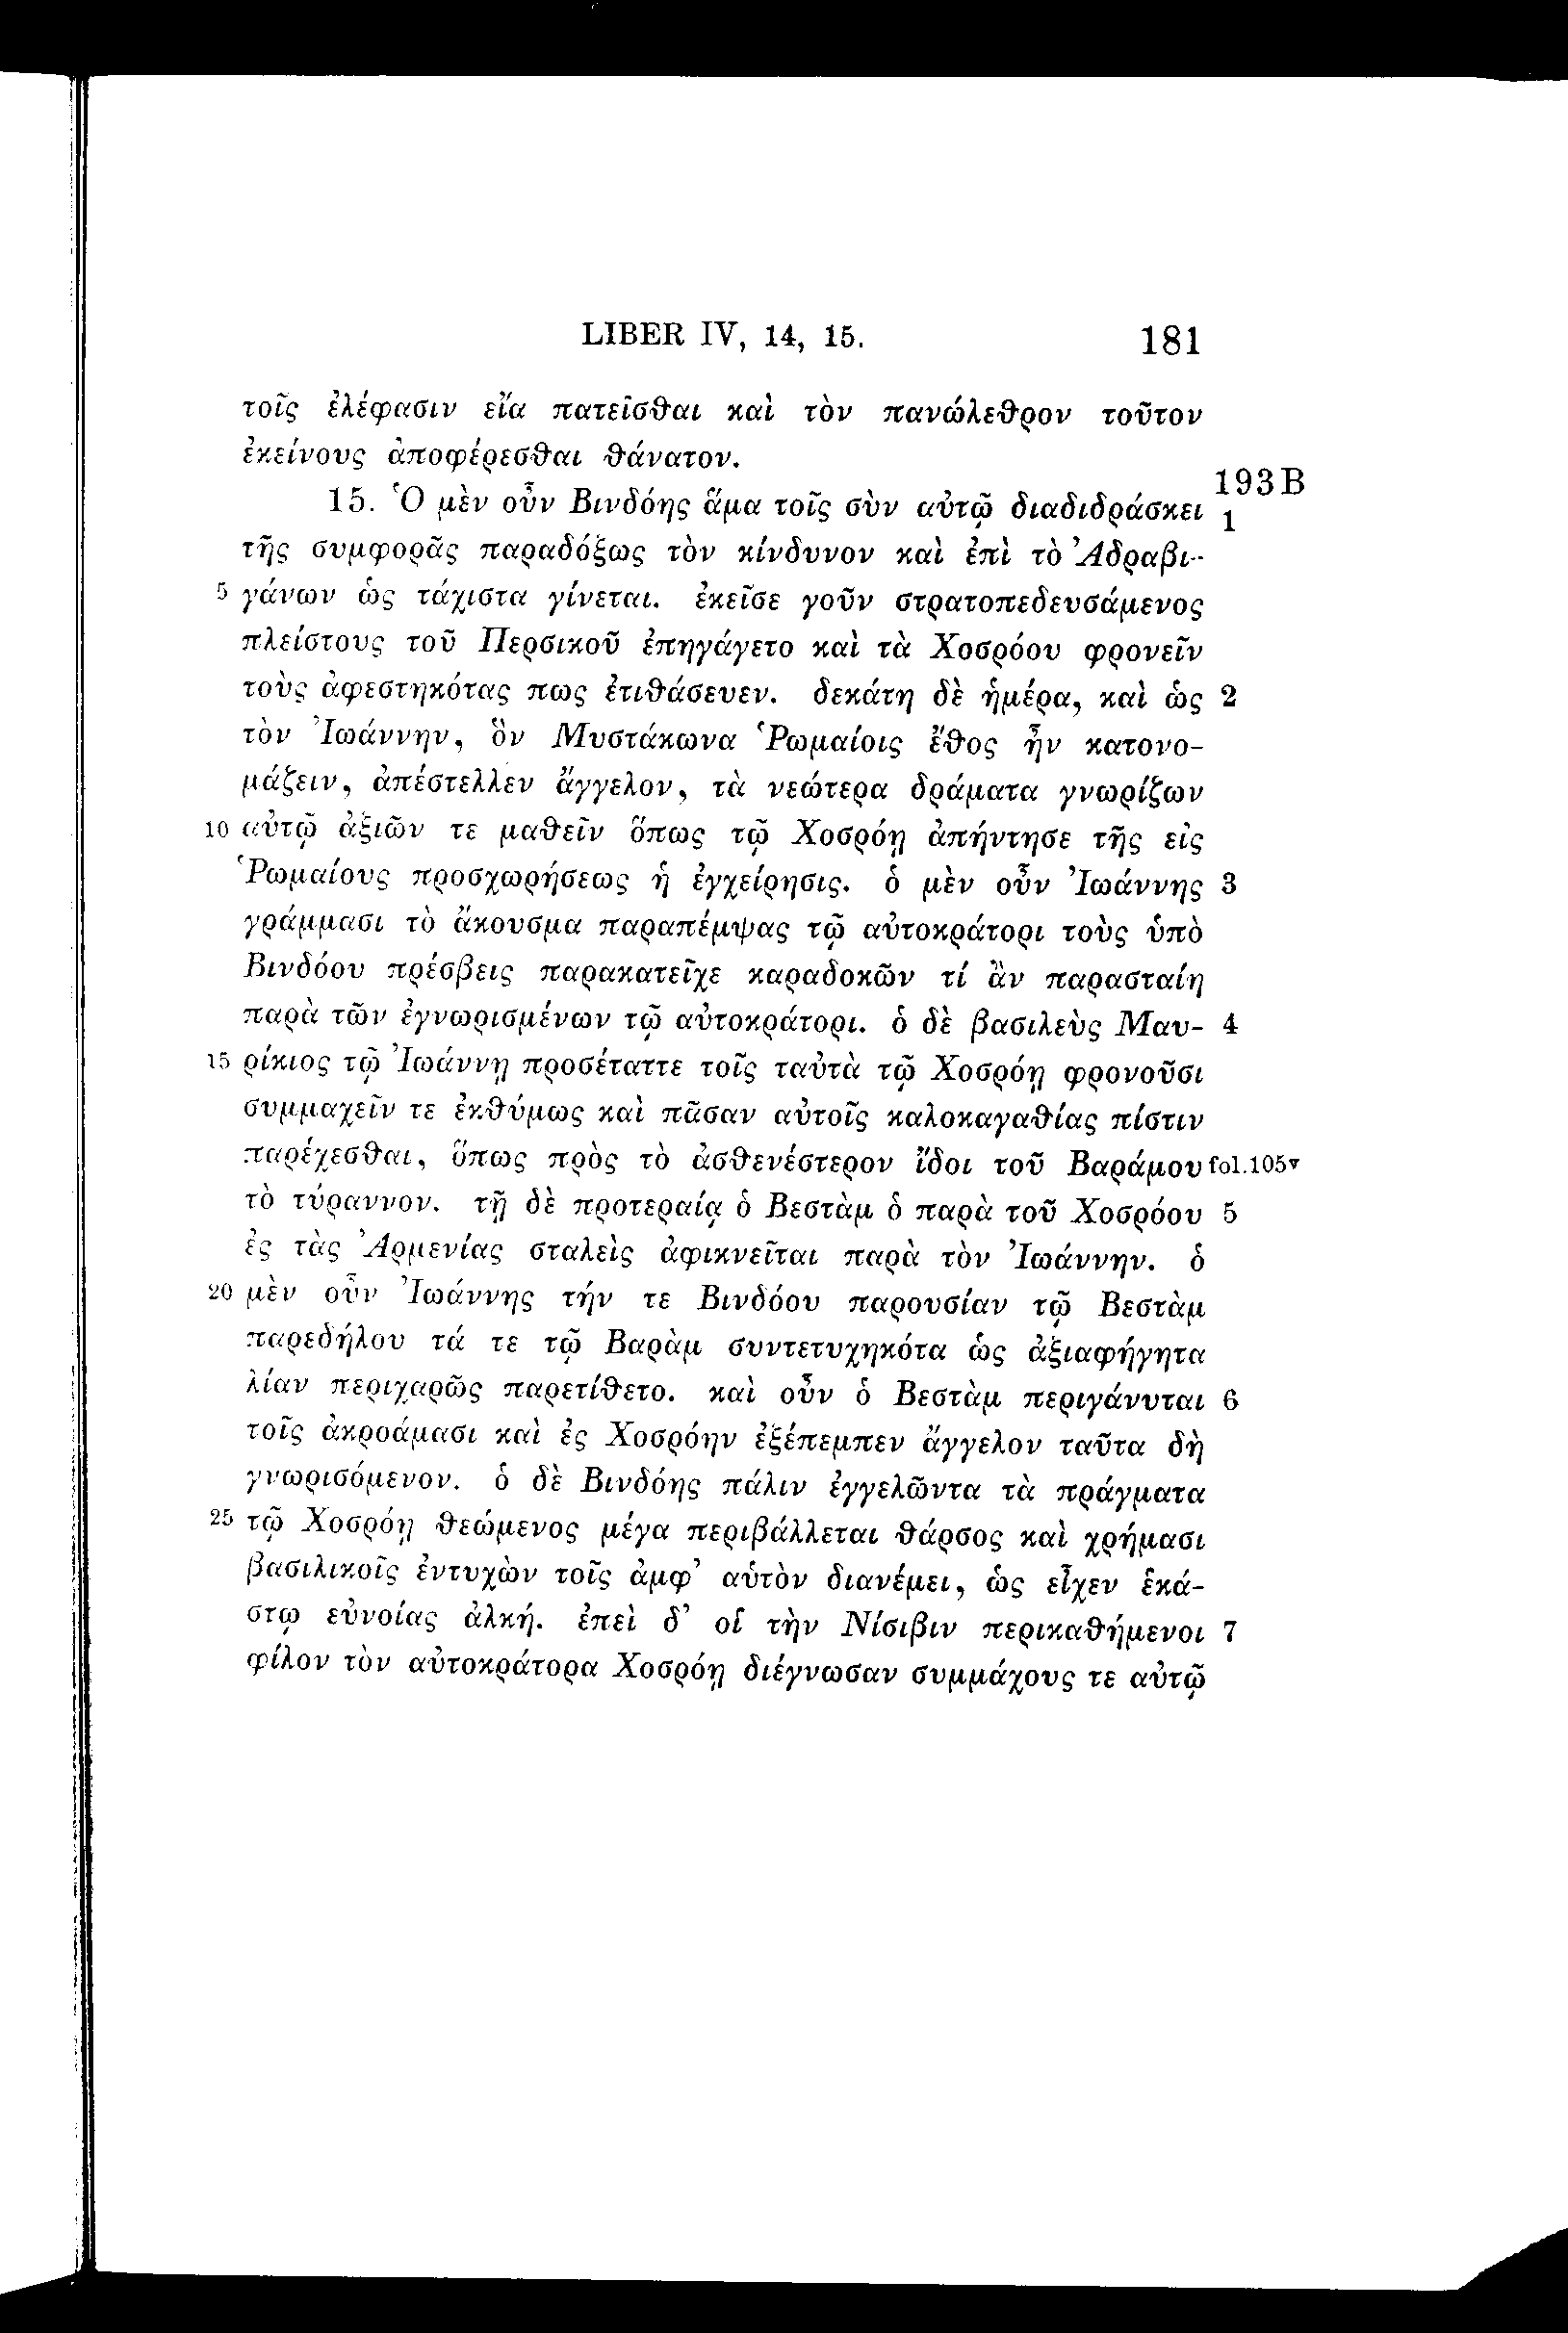 LIBER IV, 14, 15. 181
τοῖς ἐλέφασιν εἴα πατεῖσθαι καὶ τὸν πανώλεθρον τοῦτον
ἐκείνους ἀποφέρεσθαι θάνατον.
193 B
15. Ὁ μὲν οὖν Βινδόης ἅμα τοῖς σὺν αὐτῷ διαδιδράσκει 1
τῆς συμφορᾶς παραδόξως τὸν κίνδυνον καὶ ἐπὶ τὸ Ἀδραβι-
5 γάνων ὡς τάχιστα γίνεται. ἐκεῖσε γοῦν στρατοπεδευσάμενος
πλείστους τοῦ Περσικοῦ ἐπηγάγετο καὶ τὰ Χοσρόου φρονεῖν
τοὺς ἀφεστηκότας πως ἐτιθάσευεν. δεκάτη δὲ ἡμέρα, καὶ ὡς 2
τὸν Ἰωάννην, ὃν Μυστάκωνα Ῥωμαίοις ἔθος ἦν κατονο-
μάζειν, ἀπέστελλεν ἄγγελον, τὰ νεώτερα δράματα γνωρίζων
10 αὐτῷ ἀξιῶν τε μαθεῖν ὅπως τῷ Χοσρόῃ ἀπήντησε τῆς εἰς
Ῥωμαίους προσχωρήσεως ἡ ἐγχείρησις. ὁ μὲν οὖν Ἰωάννης 3
γράμμασι τὸ ἄκουσμα παραπέμψας τῷ αὐτοκράτορι τοὺς ὑπὸ
Βινδόου πρέσβεις παρακατεῖχε καραδοκῶν τί ἂν παρασταίη
παρὰ τῶν ἐγνωρισμένων τῷ αὐτοκράτορι. ὁ δὲ βασιλεὺς Μαυ- 4
15 ρίκιος τῷ Ἰωάννῃ προσέταττε τοῖς ταὐτὰ τῷ Χοσρόῃ φρονοῦσι
συμμαχεῖν τε ἐκθύμως καὶ πᾶσαν αὐτοῖς καλοκαγαθίας πίστιν
παρέχεσθαι, ὅπως πρὸς τὸ ἀσθενέστερον ἴδοι τοῦ Βαράμου fol.105v
τὸ τύραννον. τῇ δὲ προτεραίᾳ ὁ Βεστὰμ ὁ παρὰ τοῦ Χοσρόου 5
ἐς τὰς Ἀρμενίας σταλεὶς ἀφικνεῖται παρὰ τὸν Ἰωάννην. ὁ
20 μὲν οὖν Ἰωάννης τήν τε Βινδόου παρουσίαν τῷ Βεστὰμ
παρεδήλου τά τε τῷ Βαρὰμ συντετυχηκότα ὡς ἀξιαφήγητα
λίαν περιχαρῶς παρετίθετο. καὶ οὖν ὁ Βεστὰμ περιγάνυται 6
τοῖς ἀκροάμασι καὶ ἐς Χοσρόην ἐξέπεμπεν ἄγγελον ταῦτα δὴ
γνωρισόμενον. ὁ δὲ Βινδόης πάλιν ἐγγελῶντα τὰ πράγματα
25 τῷ Χοσρόῃ θεώμενος μέγα περιβάλλεται θάρσος καὶ χρήμασι
βασιλικοῖς ἐντυχὼν τοῖς ἀμφ’ αὑτὸν διανέμει, ὡς εἶχεν ἑκά-
στῳ εὐνοίας ἀλκή. ἐπεὶ δ’ οἱ τὴν Νίσιβιν περικαθήμενοι 7
φίλον τὸν αὐτοκράτορα Χοσρόῃ διέγνωσαν συμμάχους τε αὐτῷ